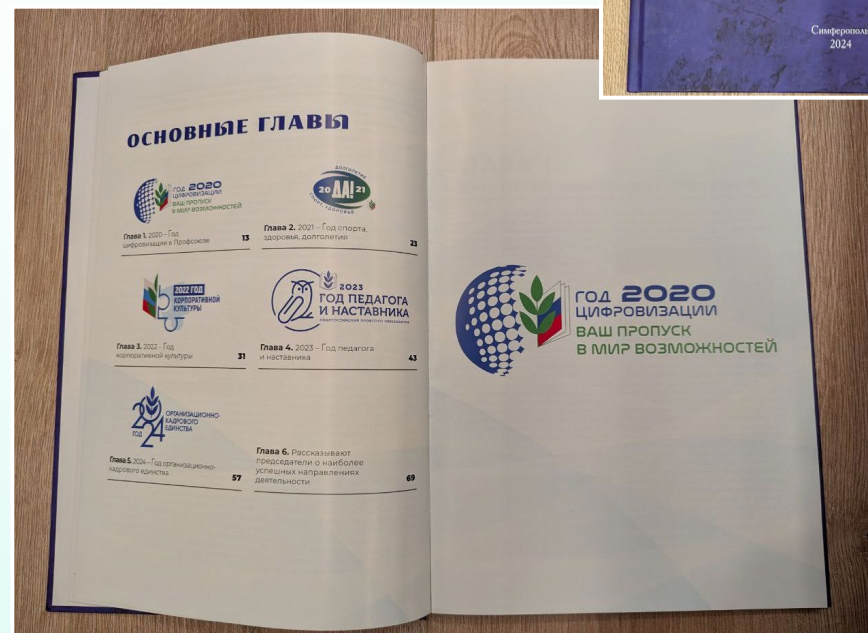 Симферополь
2024
ОСНОВНЫЕ ГЛАВЫ
ГОД 2020
ЦИФРОВИЗАЦИИ
ВАШ ПРОПУСК
В МИР ВОЗМОЖНОСТЕЙ
Глава 1. 2020 – Год
цифровизации в Профсоюзе 13
ДОЛГОЛЕТИЕ
20 ДА! 21
СПОРТ, ЗДОРОВЬЕ
Глава 2. 2021 – Год спорта,
здоровья, долголетия 23
2022 ГОД
КОРПОРАТИВНОЙ
КУЛЬТУРЫ
Глава 3. 2022 – Год
корпоративной культуры 31
2023
ГОД ПЕДАГОГА
И НАСТАВНИКА
Глава 4. 2023 – Год педагога
и наставника 43
2024
ГОД
ОРГАНИЗАЦИОННО-
КАДРОВОГО
ЕДИНСТВА
Глава 5. 2024 – Год организационно-
кадрового единства 57
Глава 6. Рассказывают
председатели о наиболее
успешных направлениях
деятельности 69
ГОД 2020
ЦИФРОВИЗАЦИИ
ВАШ ПРОПУСК
В МИР ВОЗМОЖНОСТЕЙ